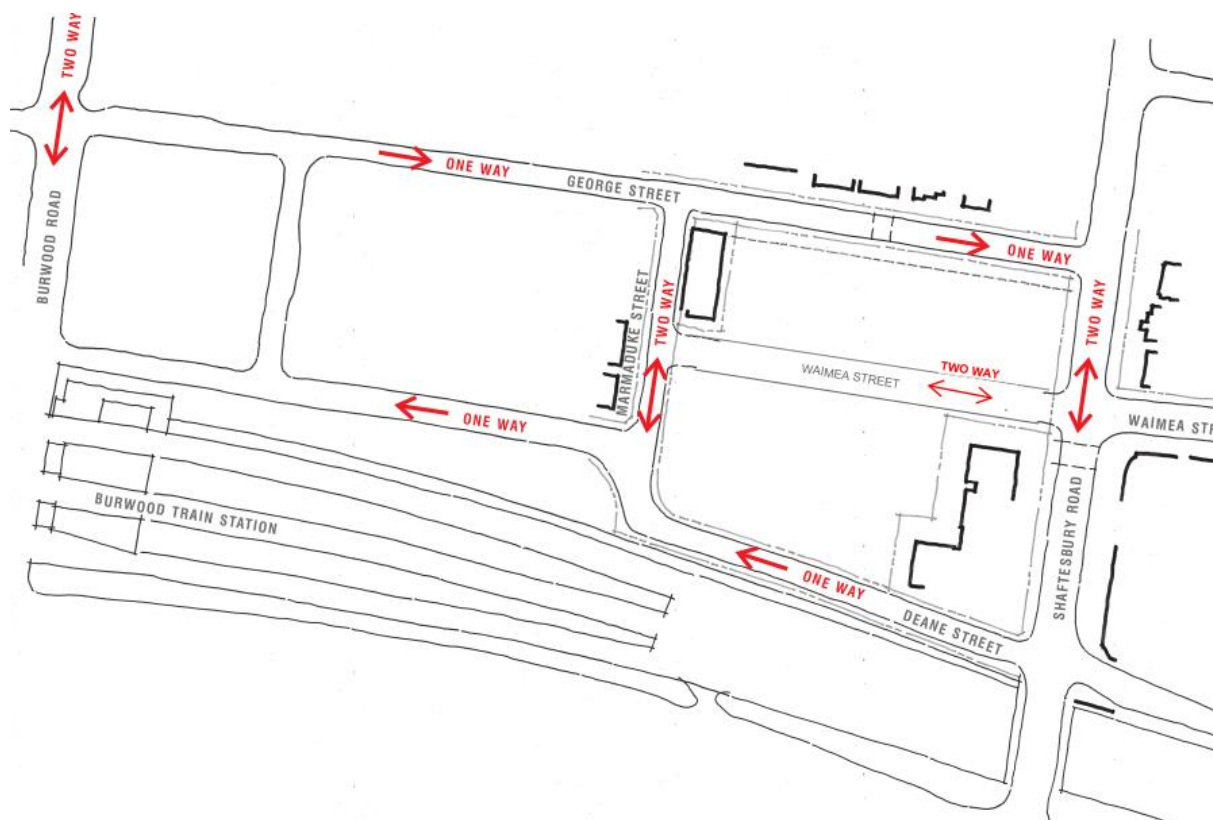 TWO WAY
ONE WAY
GEORGE STREET
ONE WAY
BURWOOD ROAD
MARMADUKE STREET
TWO WAY
TWO WAY
WAIMEA STREET
TWO WAY
ONE WAY
WAIMEA STR
BURWOOD TRAIN STATION
ONE WAY
DEANE STREET
SHAFTESBURY ROAD